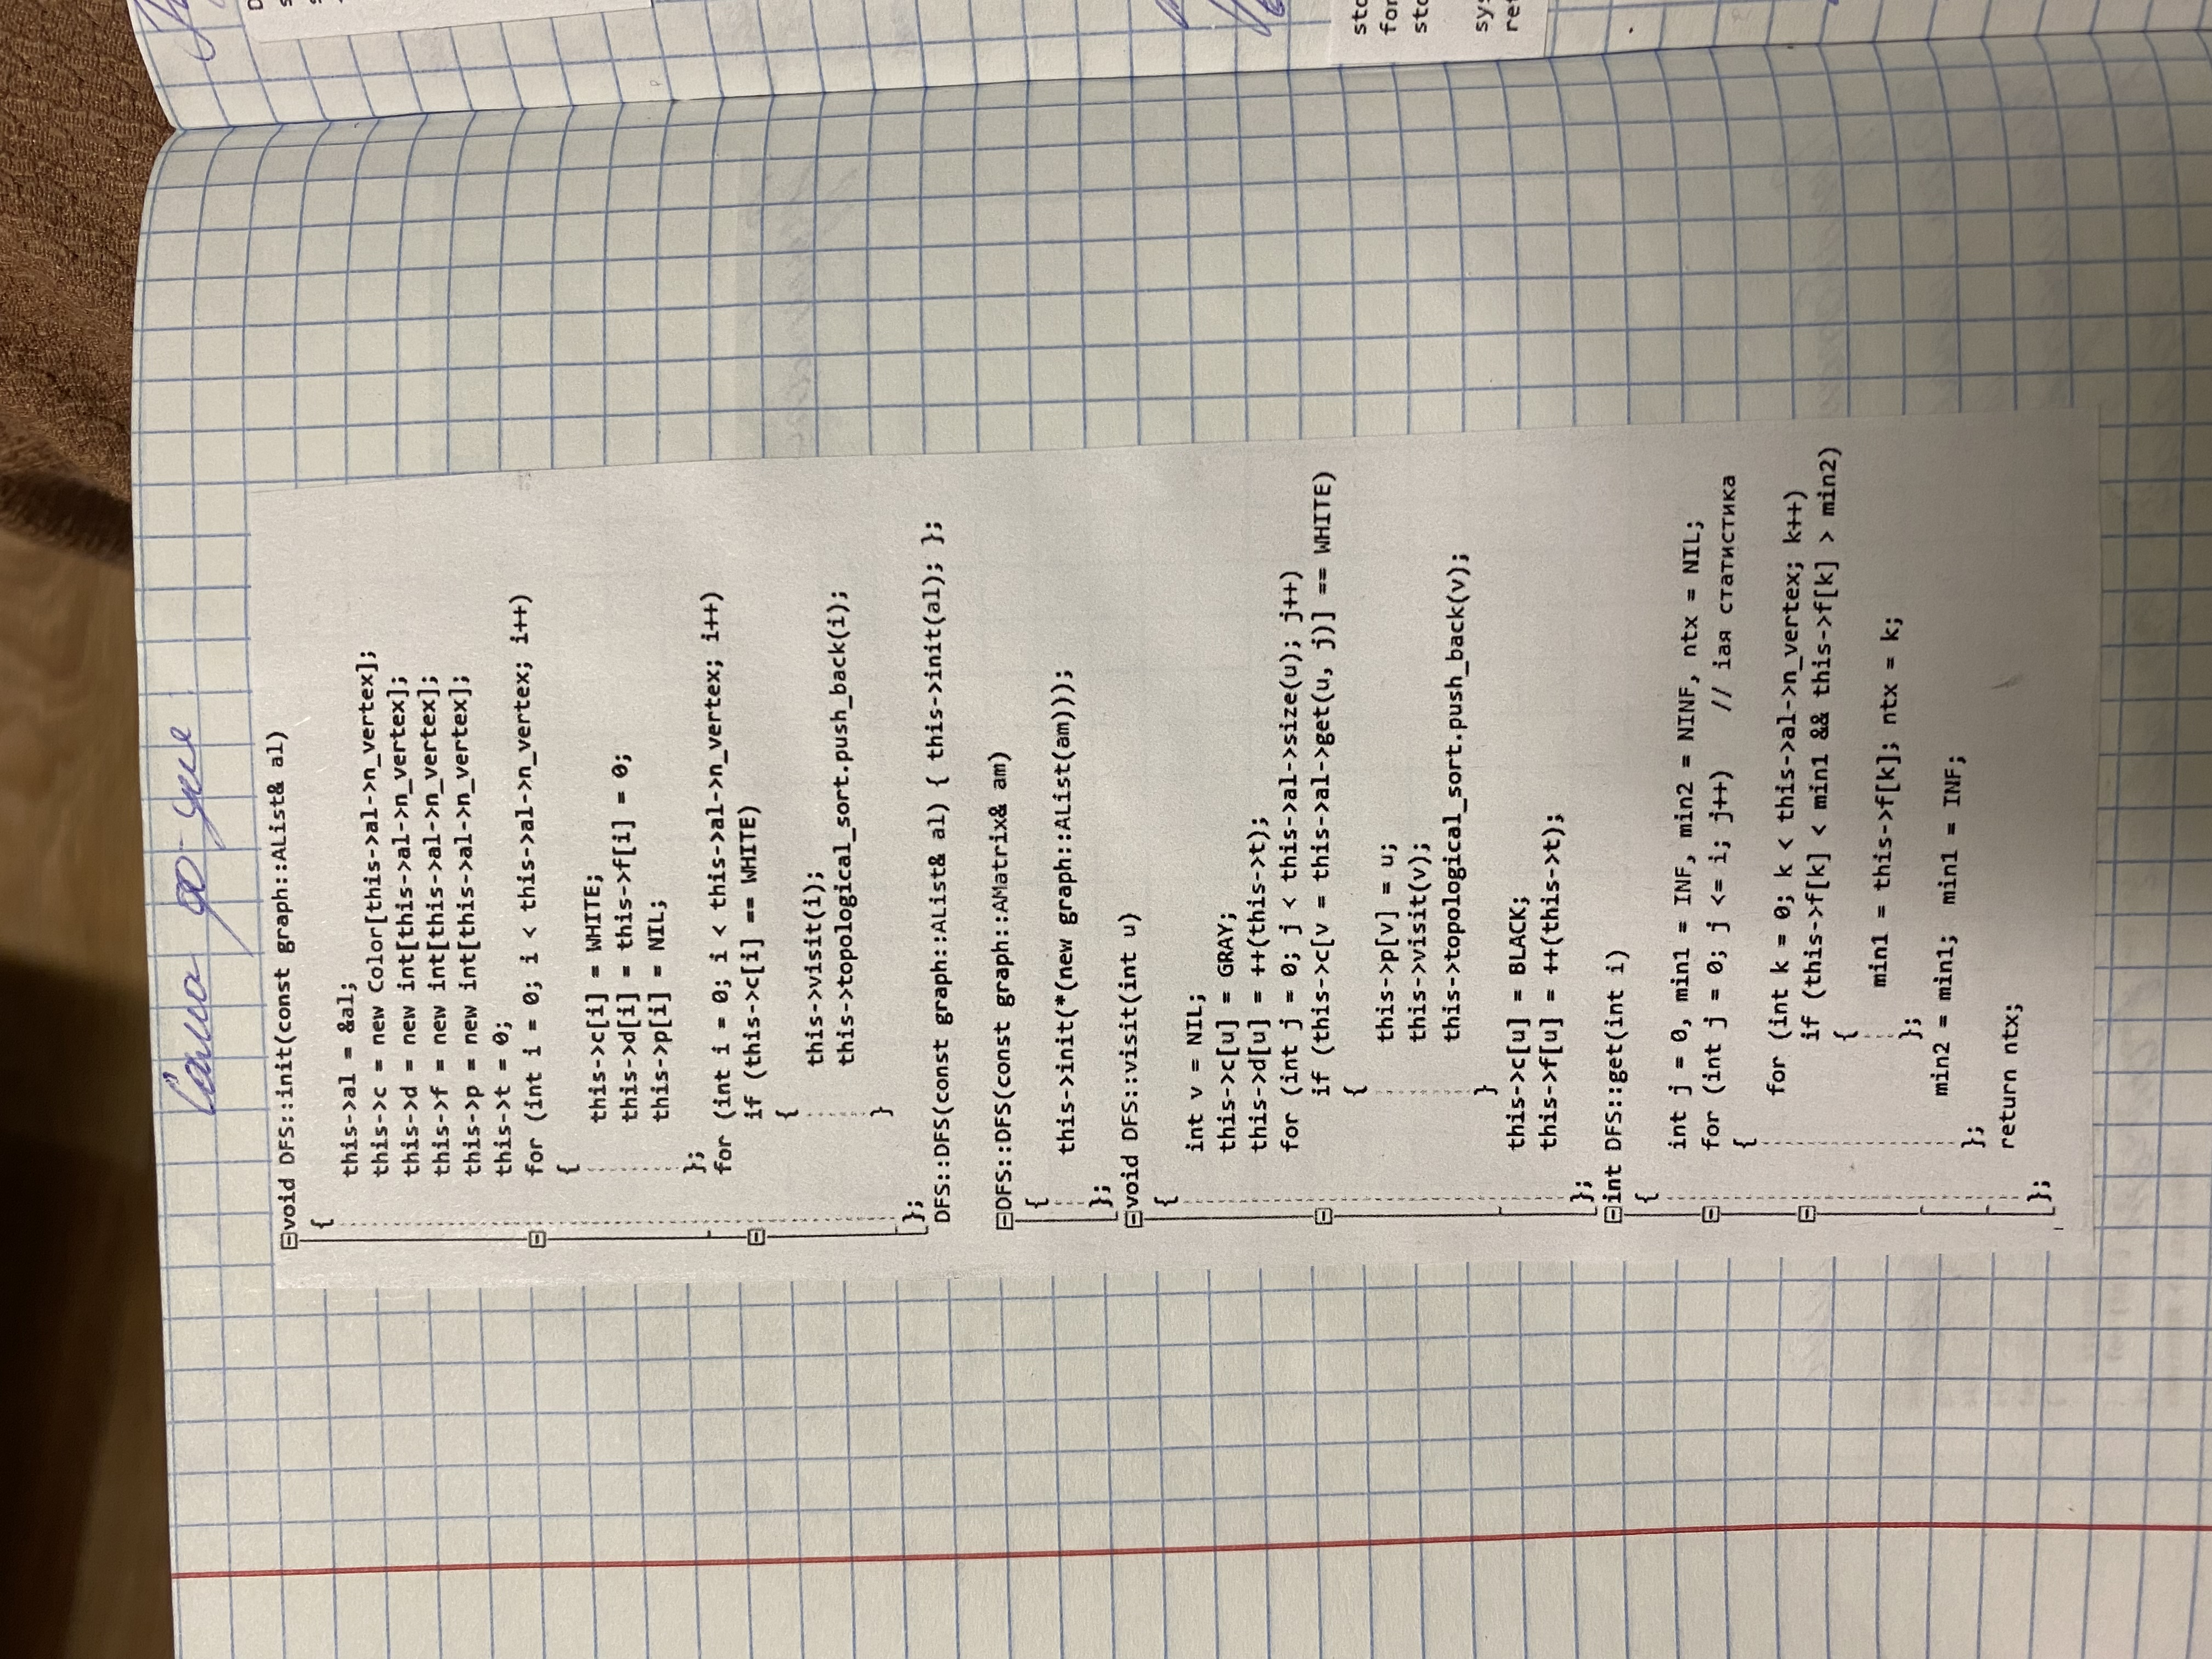 Сама ф-ция
void DFS::init(const graph::AList& al)
{
this->al = &al;
this->c = new Color[this->al->n_vertex];
this->d = new int[this->al->n_vertex];
this->f = new int[this->al->n_vertex];
this->p = new int[this->al->n_vertex];
this->t = 0;
for (int i = 0; i < this->al->n_vertex; i++)
{
this->c[i] = WHITE;
this->d[i] = this->f[i] = 0;
this->p[i] = NIL;
};
for (int i = 0; i < this->al->n_vertex; i++)
if (this->c[i] == WHITE)
{
this->visit(i);
this->topological_sort.push_back(i);
}
};
DFS::DFS(const graph::AList& al) { this->init(al); };
DFS::DFS(const graph::AMatrix& am)
{
this->init(*(new graph::AList(am)));
};
void DFS::visit(int u)
{
int v = NIL;
this->c[u] = GRAY;
this->d[u] = ++(this->t);
for (int j = 0; j < this->al->size(u); j++)
if (this->c[v = this->al->get(u, j)] == WHITE)
{
this->p[v] = u;
this->visit(v);
this->topological_sort.push_back(v);
}
this->c[u] = BLACK;
this->f[u] = ++(this->t);
};
int DFS::get(int i)
{
int j = 0, min1 = INF, min2 = NINF, ntx = NIL;
for (int j = 0; j <= i; j++) // iая статистика
{
for (int k = 0; k < this->al->n_vertex; k++)
if (this->f[k] < min1 && this->f[k] > min2)
{
min1 = this->f[k]; ntx = k;
};
min2 = min1; min1 = INF;
};
return ntx;
};